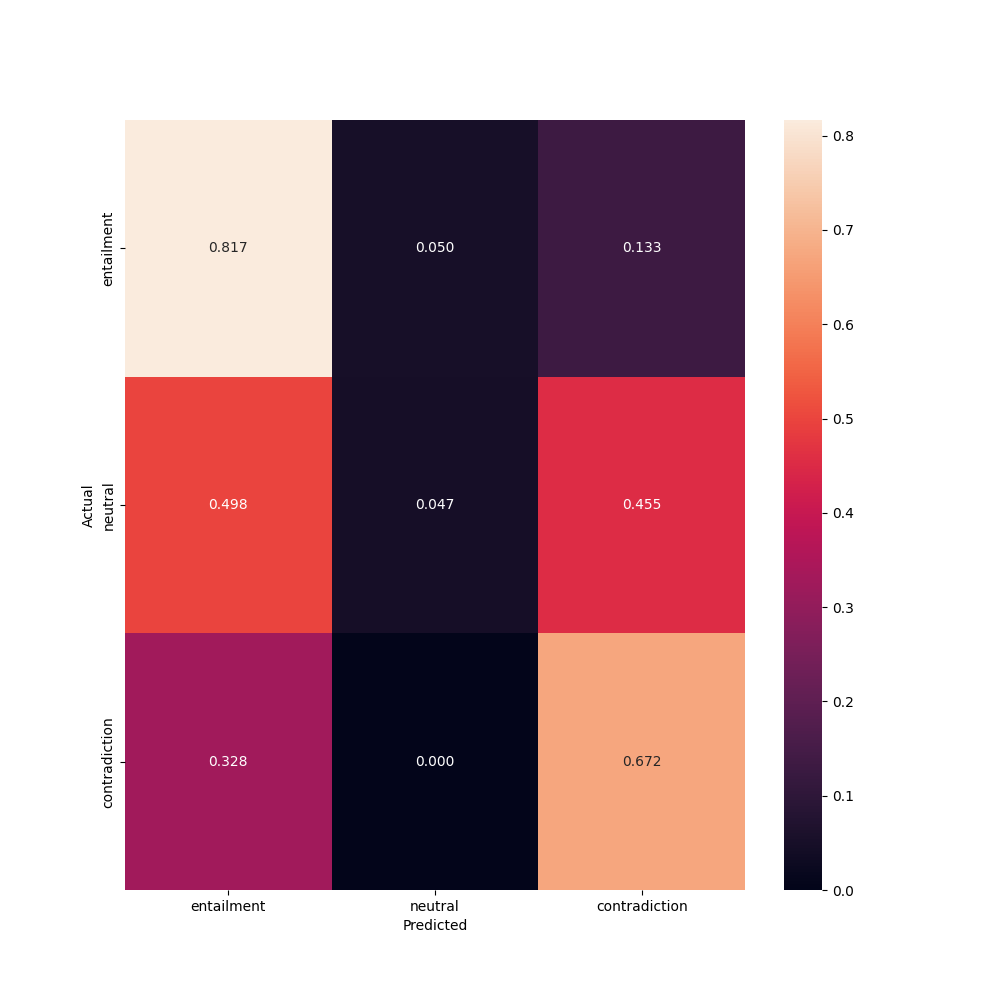 entailment
0.817 0.050 0.133
Actual
neutral
0.498 0.047 0.455
contradiction
0.328 0.000 0.672
entailment neutral contradiction
Predicted
0.8
0.7
0.6
0.5
0.4
0.3
0.2
0.1
0.0